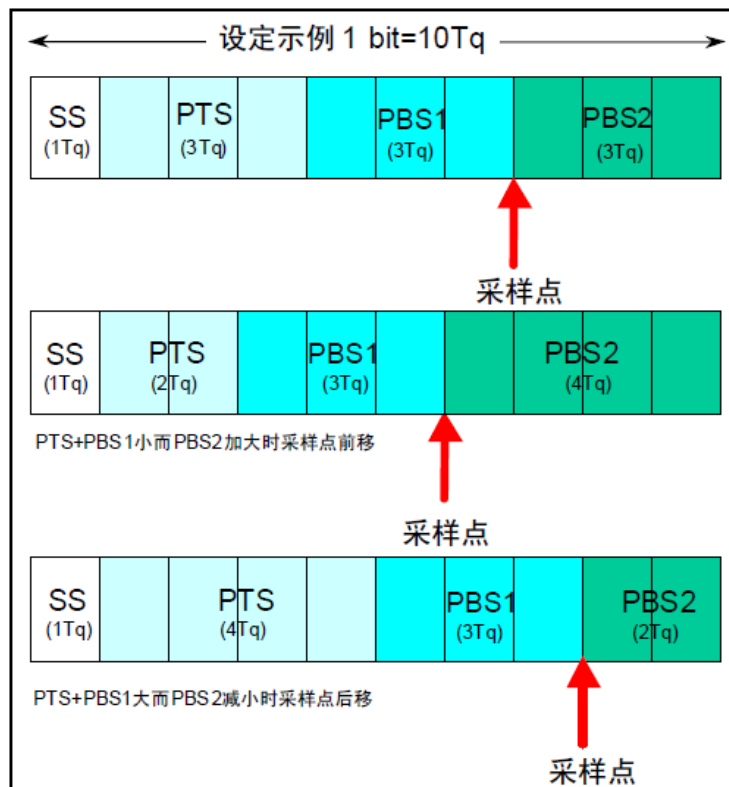 设定示例 1 bit=10Tq
SS PTS PBS1 PBS2
(1Tq) (3Tq) (3Tq) (3Tq)
采样点
SS PTS PBS1 PBS2
(1Tq) (2Tq) (3Tq) (4Tq)
PTS+PBS1小而PBS2加大时采样点前移
采样点
SS PTS PBS1 PBS2
(1Tq) (4Tq) (3Tq) (2Tq)
PTS+PBS1大而PBS2减小时采样点后移
采样点